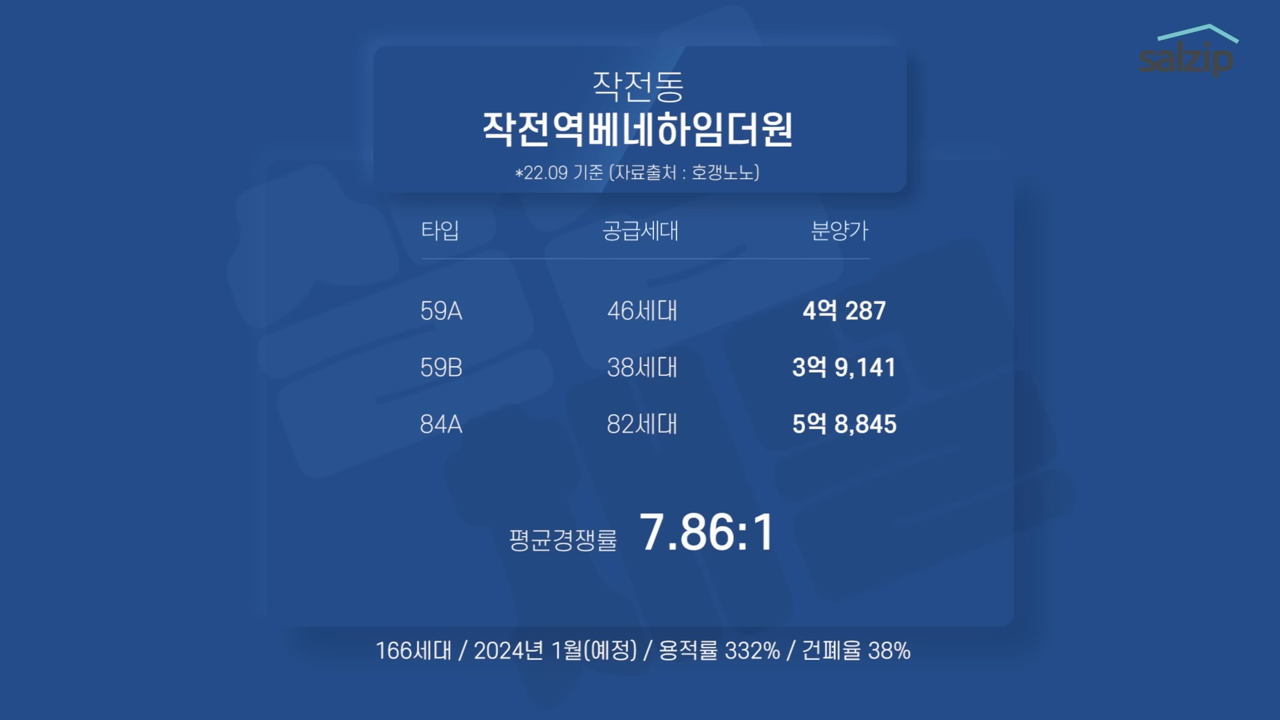 salzip
작전동
작전역베네하임더원
*22.09 기준 (자료출처 : 호갱노노)
타입 공급세대 분양가
59A 46세대 4억 287
59B 38세대 3억 9,141
84A 82세대 5억 8,845
평균경쟁률 7.86:1
166세대 / 2024년 1월(예정) / 용적률 332% / 건폐율 38%